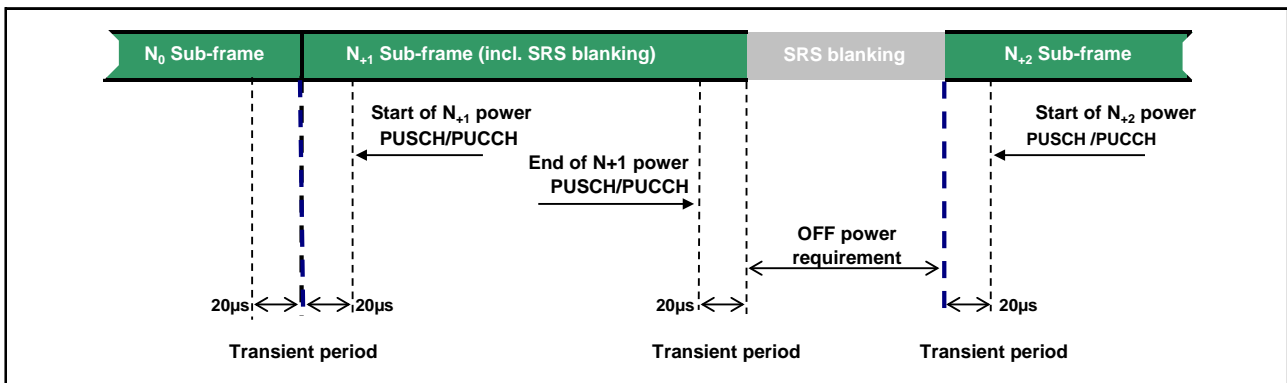 N0 Sub-frame
N+1 Sub-frame (incl. SRS blanking)
SRS blanking
N+2 Sub-frame
Start of N+1 power
PUSCH/PUCCH
End of N+1 power
PUSCH/PUCCH
Start of N+2 power
PUSCH /PUCCH
OFF power
requirement
20µs
20µs
20µs
20µs
Transient period
Transient period
Transient period